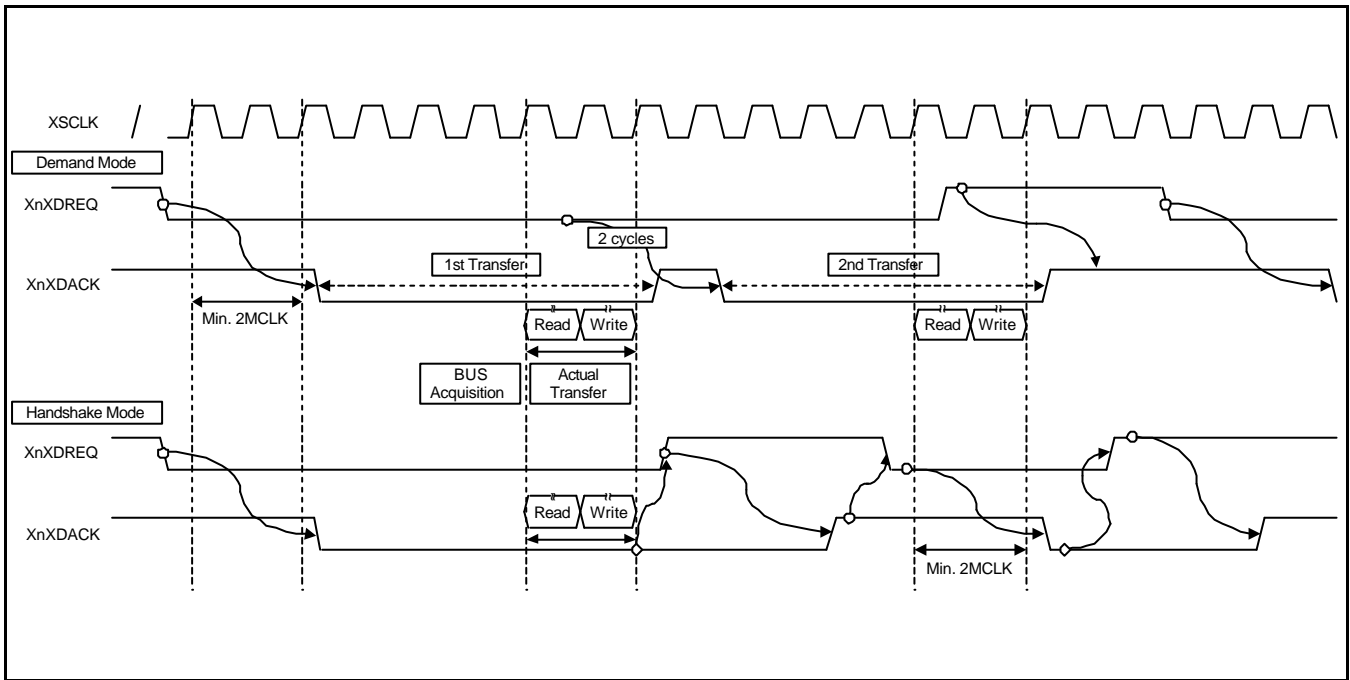 XSCLK
Demand Mode
XnXDREQ
2 cycles
1st Transfer
2nd Transfer
XnXDACK
Min. 2MCLK
Read
Write
Read
Write
BUS
Acquisition
Actual
Transfer
Handshake Mode
XnXDREQ
Read
Write
XnXDACK
Min. 2MCLK